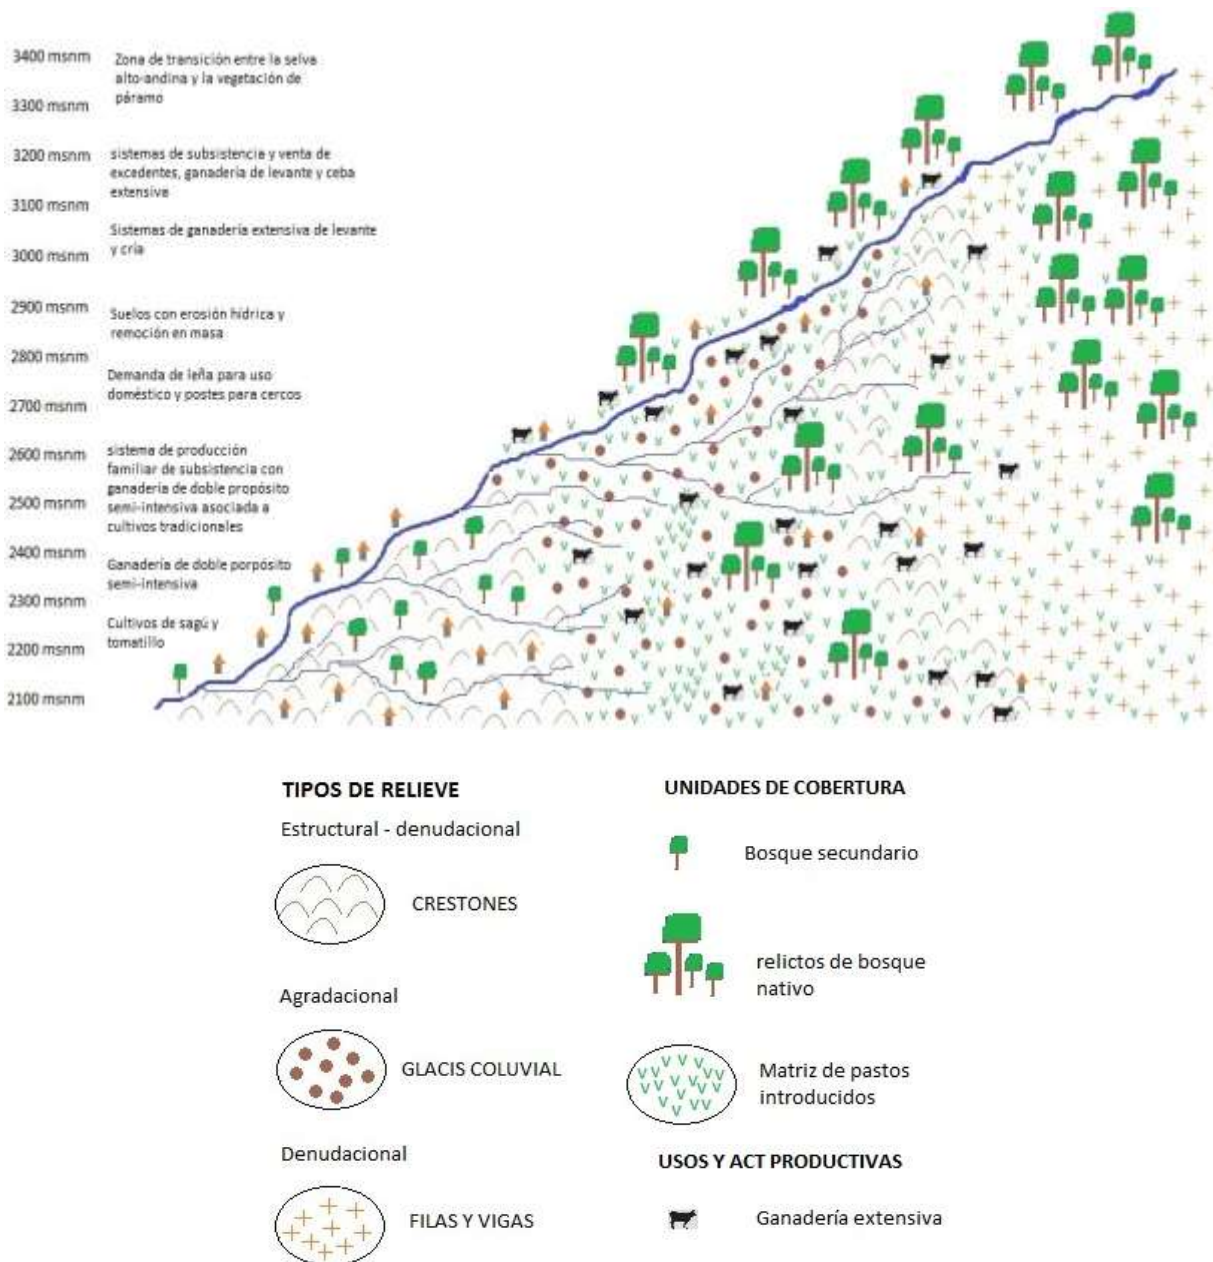 3400 msnm
Zona de transición entre la selva
alto-andina y la vegetación de
páramo
3300 msnm
3200 msnm
sistemas de subsistencia y venta de
excedentes, ganadería de levante y ceba
extensiva
3100 msnm
Sistemas de ganadería extensiva de levante
y cría
3000 msnm
2900 msnm
Suelos con erosión hídrica y
remoción en masa
2800 msnm
Demanda de leña para uso
doméstico y postes para cercos
2700 msnm
2600 msnm
sistema de producción
familiar de subsistencia con
ganadería de doble propósito
semi-intensiva asociada a
cultivos tradicionales
2500 msnm
2400 msnm
Ganadería de doble porpósito
semi-intensiva
2300 msnm
Cultivos de sagú y
tomatillo
2200 msnm
2100 msnm
TIPOS DE RELIEVE
Estructural - denudacional
CRESTONES
Agradacional
GLACIS COLUVIAL
Denudacional
FILAS Y VIGAS
UNIDADES DE COBERTURA
Bosque secundario
relictos de bosque
nativo
Matriz de pastos
introducidos
USOS Y ACT PRODUCTIVAS
Ganadería extensiva